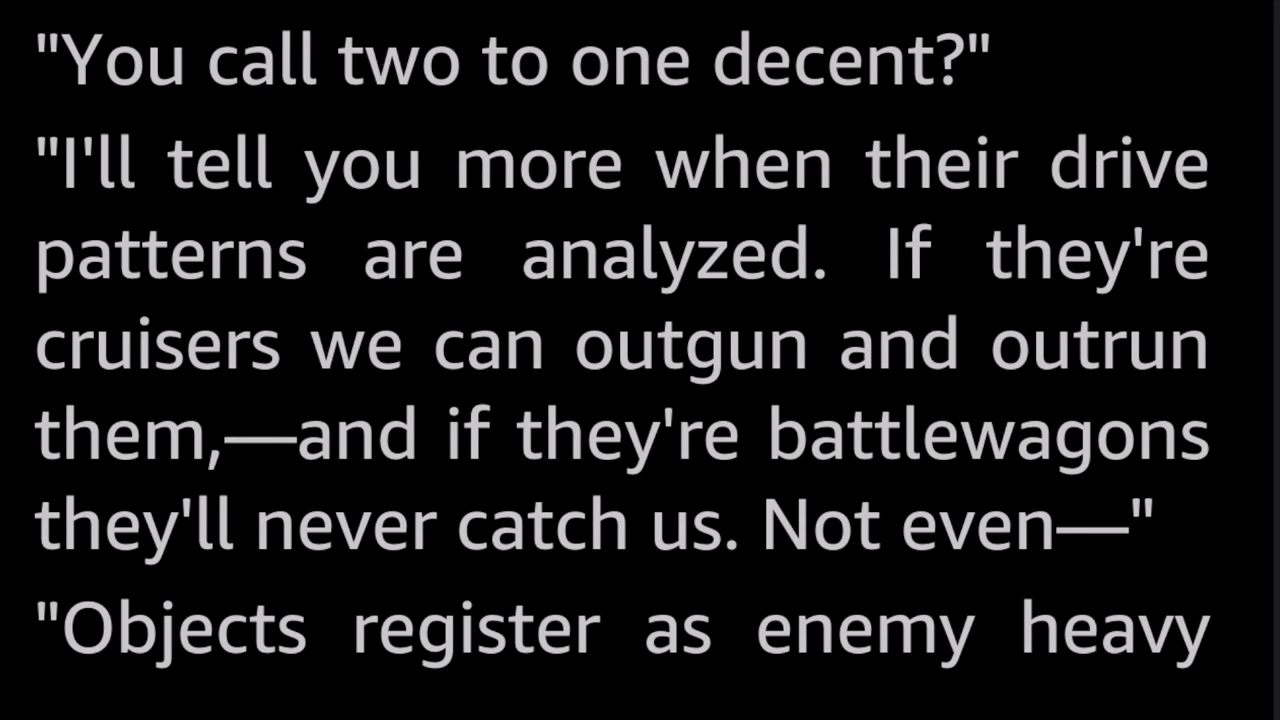 "You call two to one decent?"
"I'll tell you more when their drive
patterns are analyzed. If they're
cruisers we can outgun and outrun
them,—and if they're battlewagons
they'll never catch us. Not even—"
"Objects register as enemy heavy